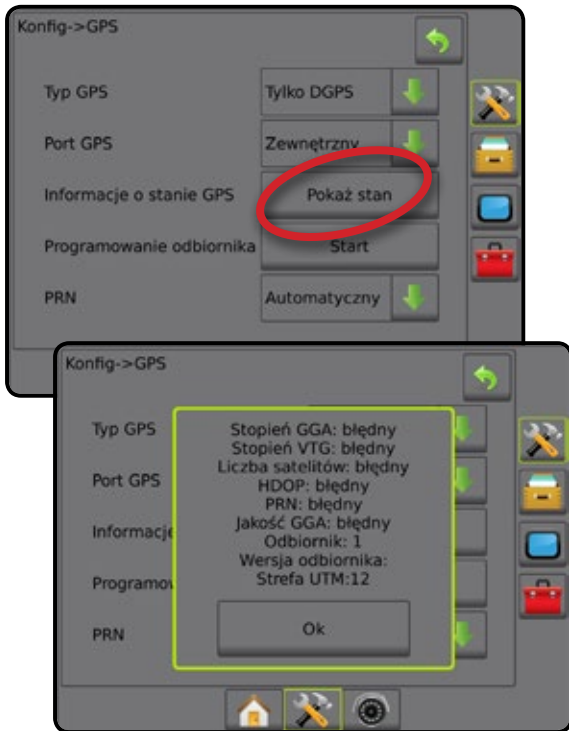 Konfig->GPS
Typ GPS Tylko DGPS
Port GPS Zewnętrzny
Informacje o stanie GPS Pokaż stan
Programowanie odbiornika Start
PRN Automatyczny
Konfig->GPS
Typ GPS
Port GPS
Informacje
Programow
PRN
Stopień GGA: błędny
Stopień VTG: błędny
Liczba satelitów: błędny
HDOP: błędny
PRN: błędny
Jakość GGA: błędny
Odbiornik: 1
Wersja odbiornika:
Strefa UTM:12
Ok